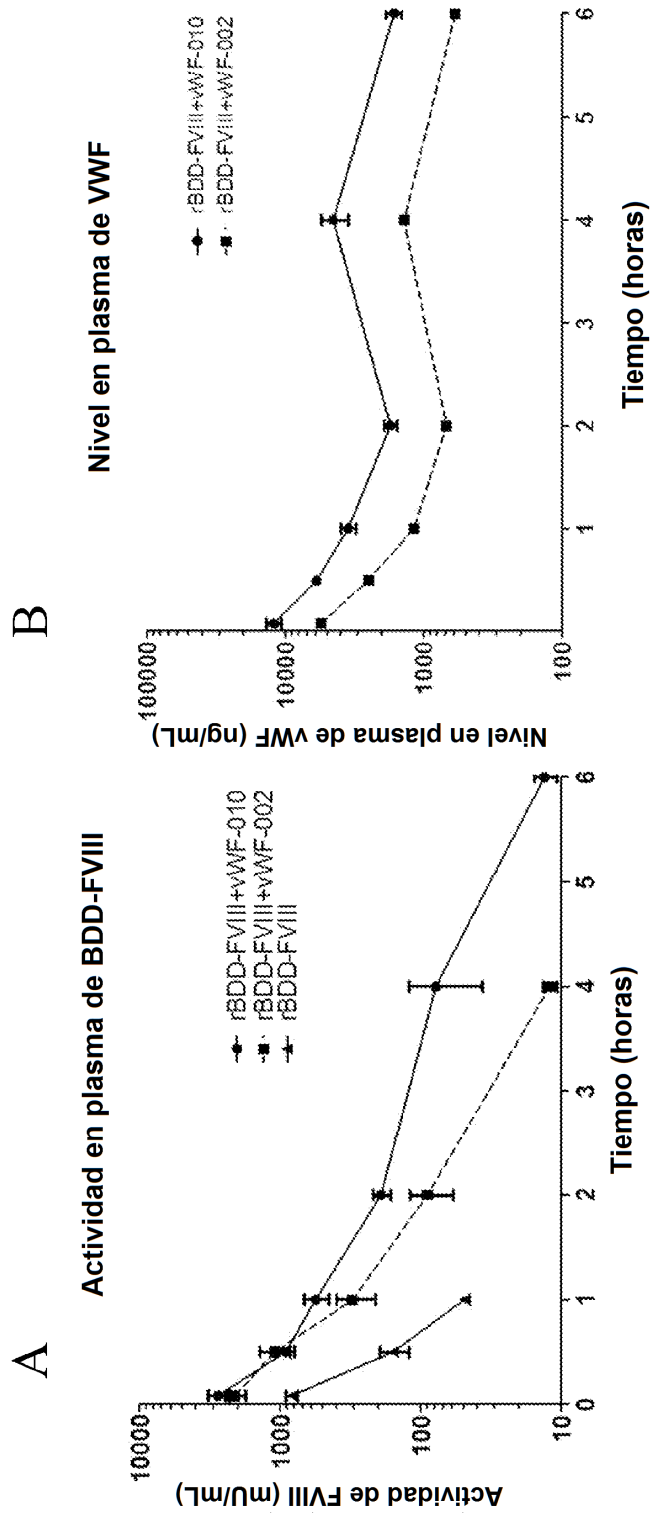 A
Actividad en plasma de BDD-FVIII
rBDD-FVIII+vWF-010
rBDD-FVIII+vWF-002
rBDD-FVIII
Actividad de FVIII (mU/mL)
10000
1000
100
10
0
1
2
3
4
5
6
Tiempo (horas)
B
Nivel en plasma de VWF
rBDD-FVIII+vWF-010
rBDD-FVIII+vWF-002
Nivel en plasma de vWF (ng/mL)
100000
10000
1000
100
1
2
3
4
5
6
Tiempo (horas)